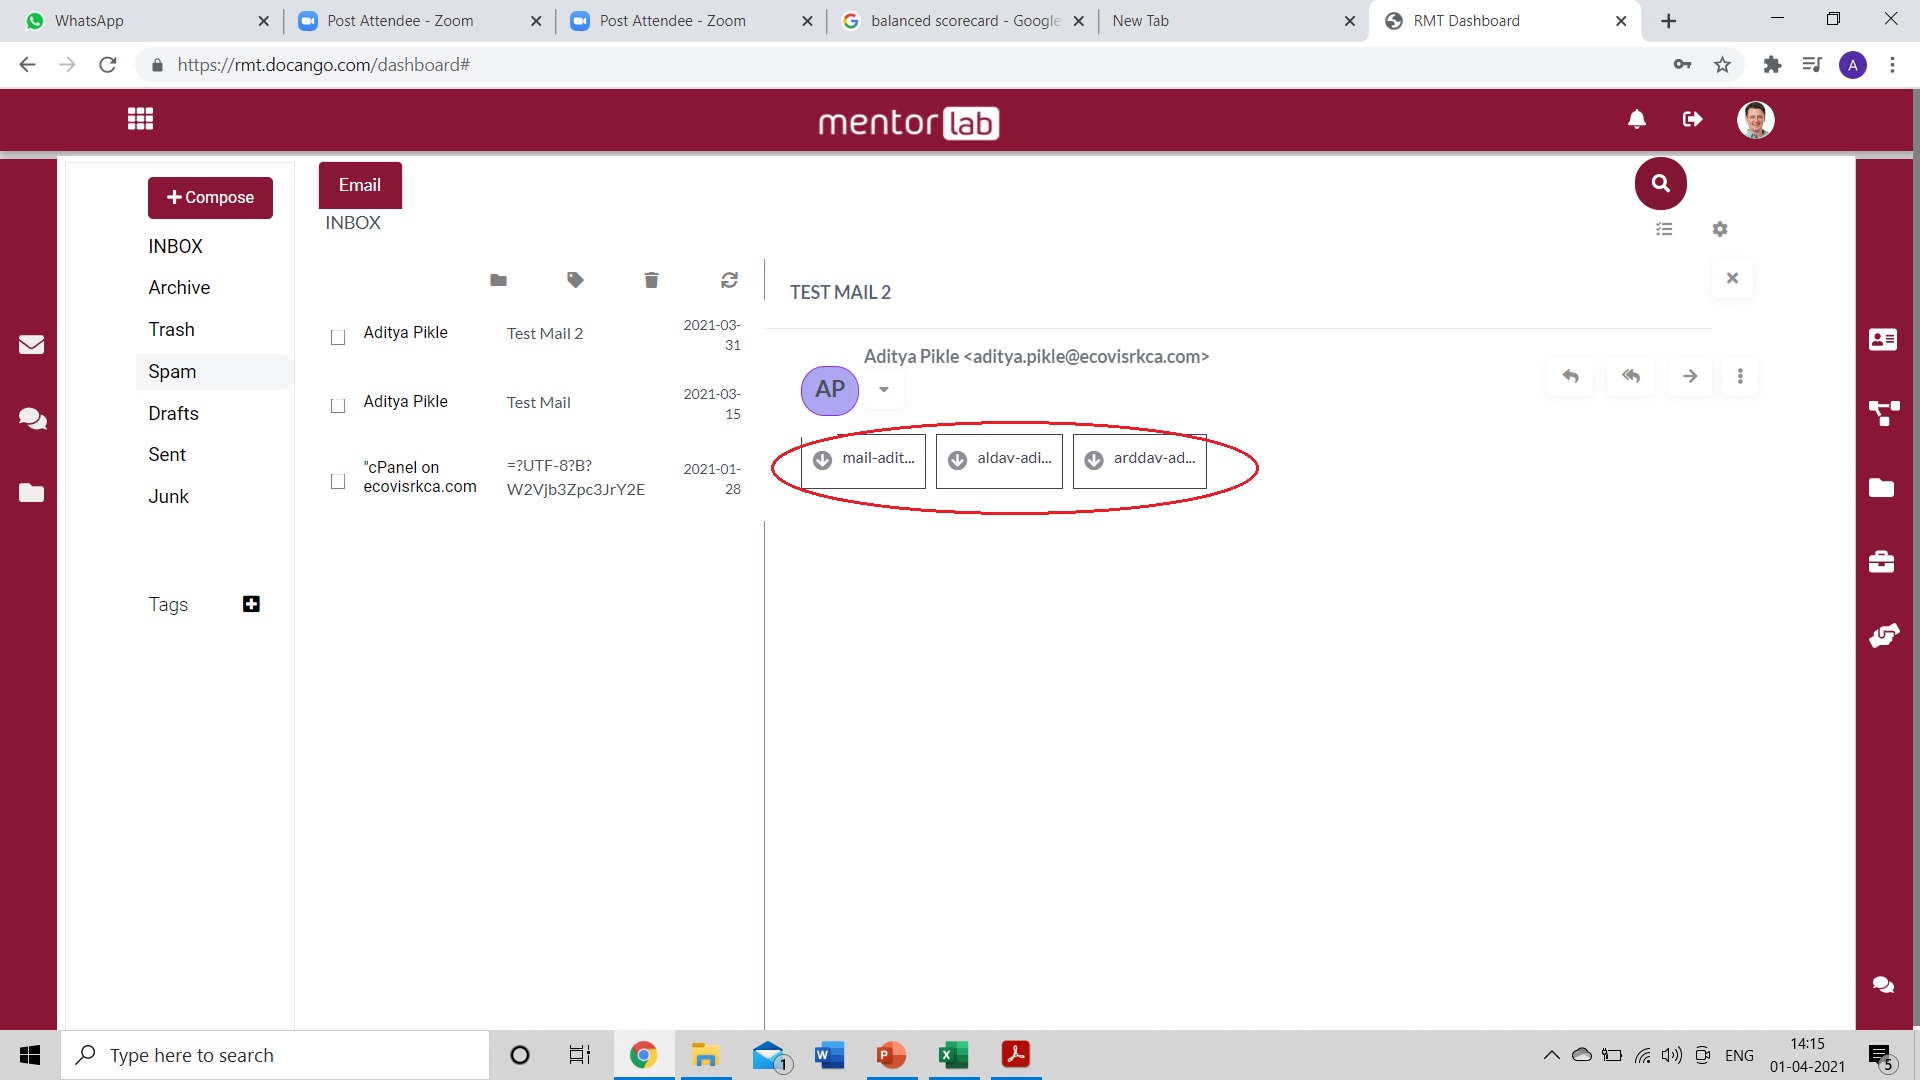 WhatsApp
Post Attendee - Zoom
Post Attendee - Zoom
balanced scorecard - Google
New Tab
RMT Dashboard
https://rmt.docango.com/dashboard#
A
mentor lab
Compose
INBOX
Archive
Trash
Spam
Drafts
Sent
Junk
Tags
Email
INBOX
Aditya Pikle
Test Mail 2
2021-03-
31
Aditya Pikle
Test Mail
2021-03-
15
"cPanel on
ecovisrkca.com
=?UTF-8?B?
W2Vjb3Zpc3JrY2E
2021-01-
28
TEST MAIL 2
Aditya Pikle <aditya.pikle@ecovisrkca.com>
AP
mail-adit...
aldav-adi...
arddav-ad...
Type here to search
1
ENG
14:15
01-04-2021
5